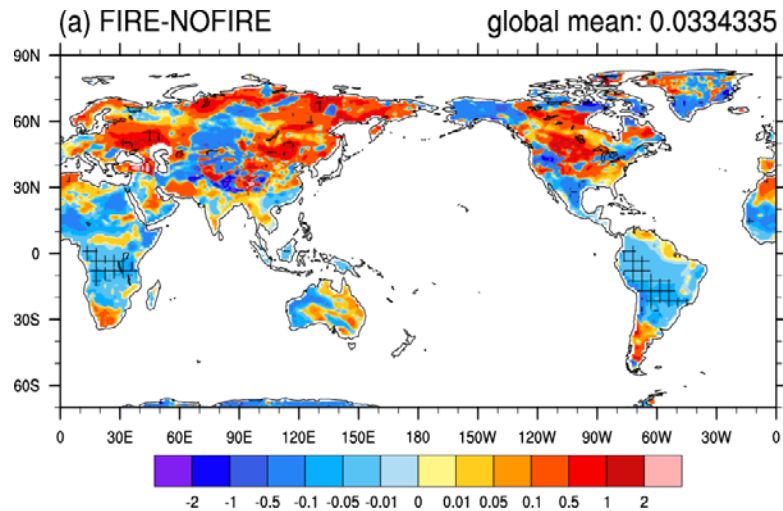 (a) FIRE-NOFIRE global mean: 0.0334335
90N
60N
30N
0
30S
60S
0 30E 60E 90E 120E 150E 180 150W 120W 90W 60W 30W 0
-2 -1 -0.5 -0.1 -0.05 -0.01 0 0.01 0.05 0.1 0.5 1 2